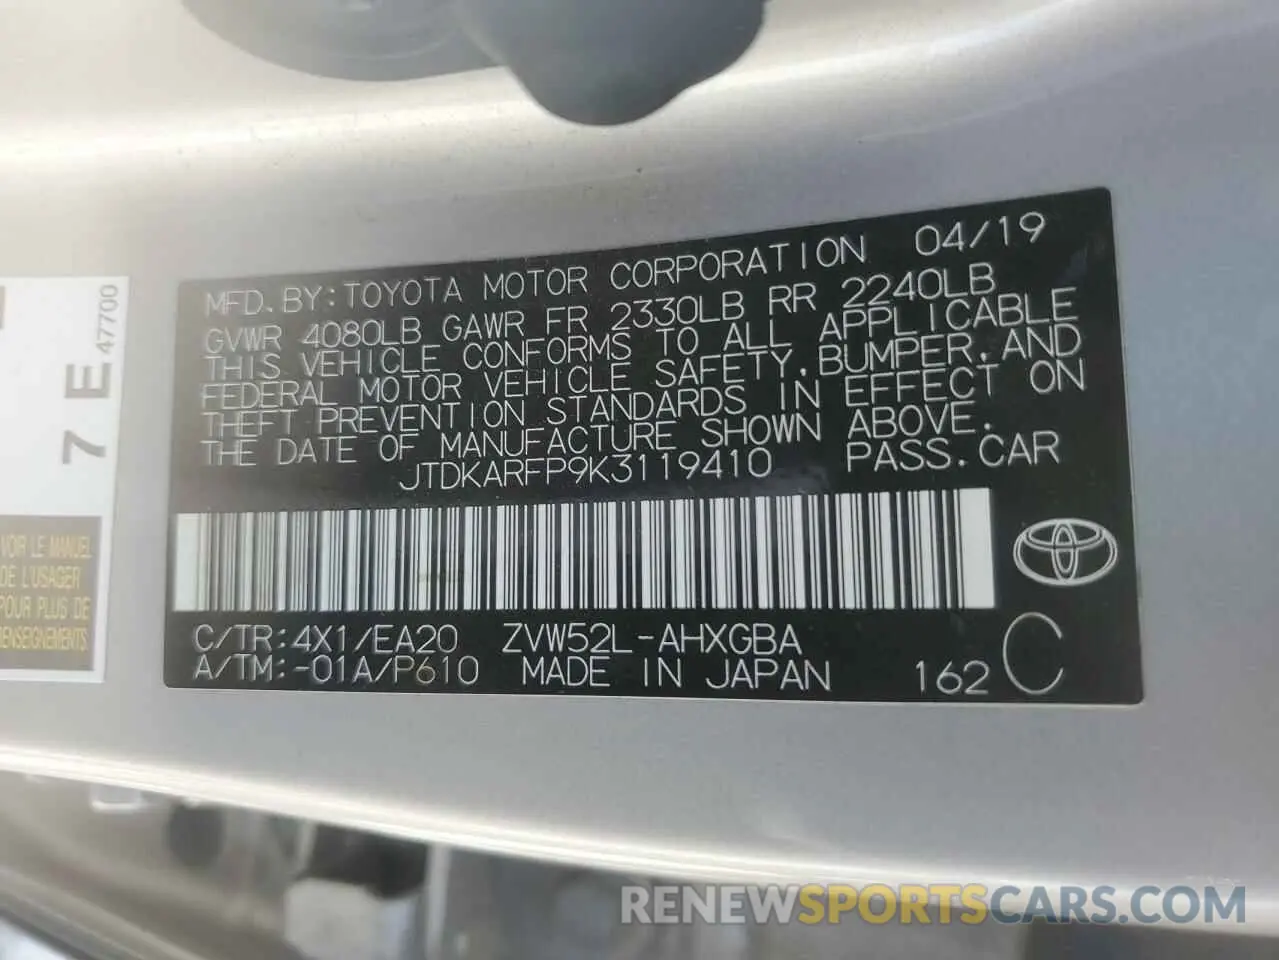 MFD.BY:TOYOTA MOTOR CORPORATION 04/19
GVWR 4080LB GAWR FR 2330LB RR 2240LB
THIS VEHICLE CONFORMS TO ALL APPLICABLE
FEDERAL MOTOR VEHICLE SAFETY,BUMPER,AND
THEFT PREVENTION STANDARDS IN EFFECT ON
THE DATE OF MANUFACTURE SHOWN ABOVE.
JTDKARFP9K3119410 PASS.CAR
C/TR:4X1/EA20 ZVW52L-AHXGBA
A/TM:-01A/P610 MADE IN JAPAN 162 C
7 E 47700
VOIR LE MANUEL
DE L'USAGER
POUR PLUS DE
RENSEIGNEMENTS
RENEWSPORTSCARS.COM